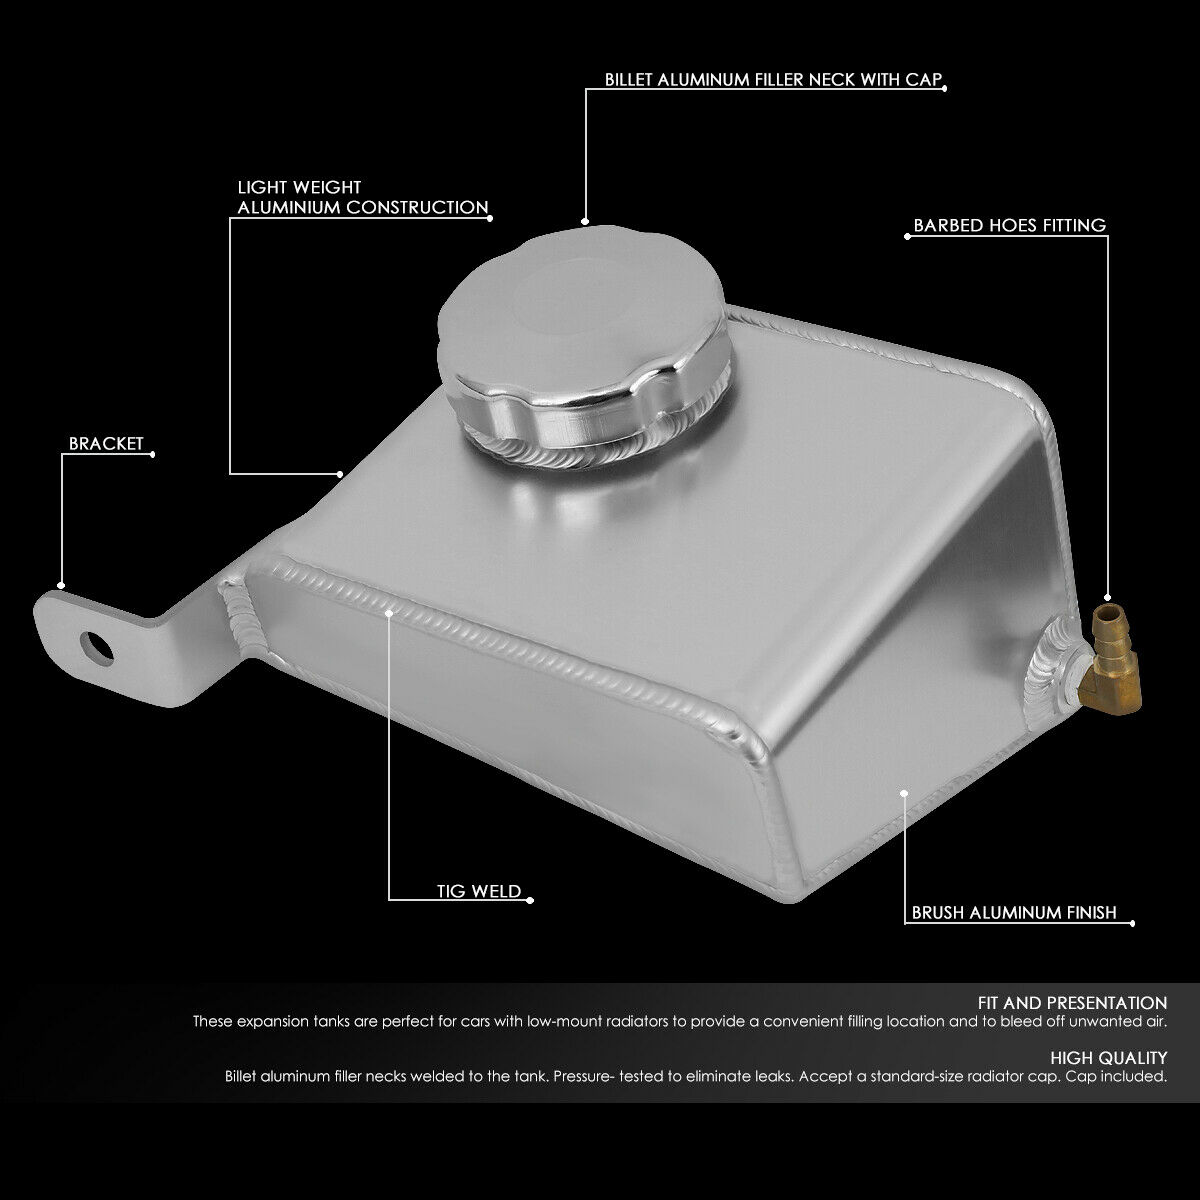 BILLET ALUMINUM FILLER NECK WITH CAP
LIGHT WEIGHT
ALUMINIUM CONSTRUCTION
BARBED HOES FITTING
BRACKET
TIG WELD
BRUSH ALUMINUM FINISH
FIT AND PRESENTATION
These expansion tanks are perfect for cars with low-mount radiators to provide a convenient filling location and to bleed off unwanted air.
HIGH QUALITY
Billet aluminum filler necks welded to the tank. Pressure- tested to eliminate leaks. Accept a standard-size radiator cap. Cap included.